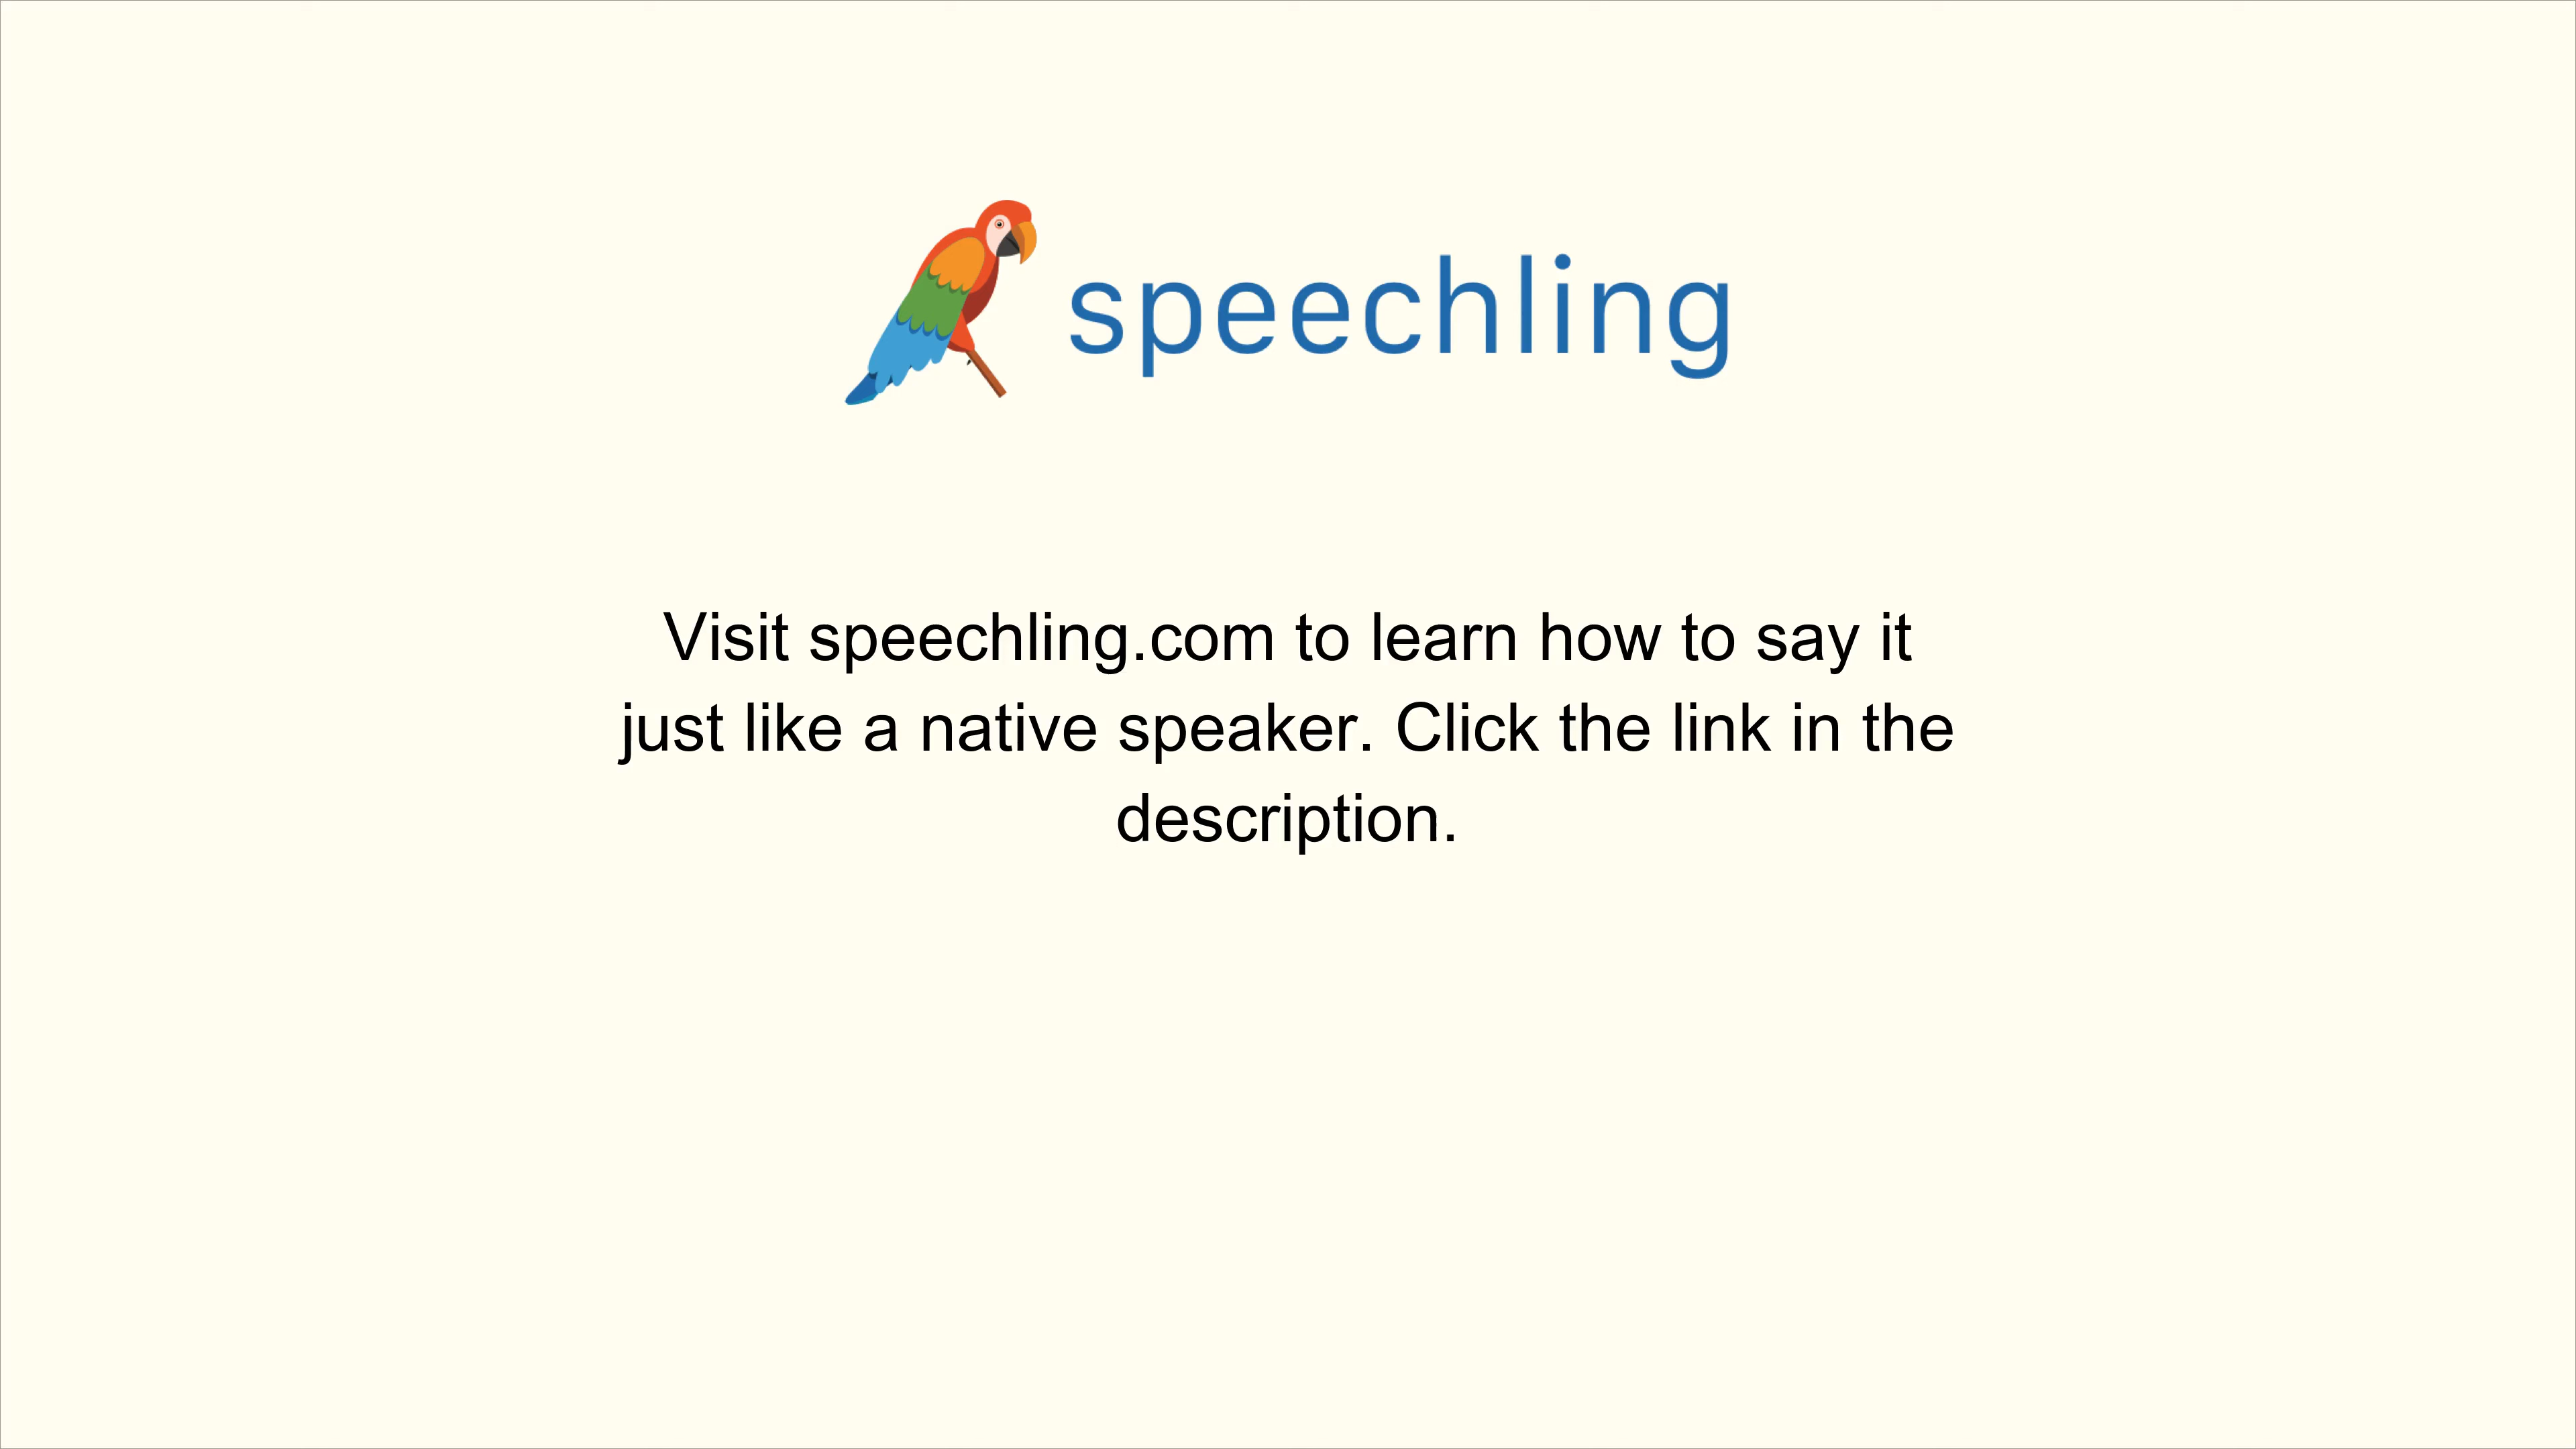 speechling
Visit speechling.com to learn how to say it
just like a native speaker. Click the link in the
description.